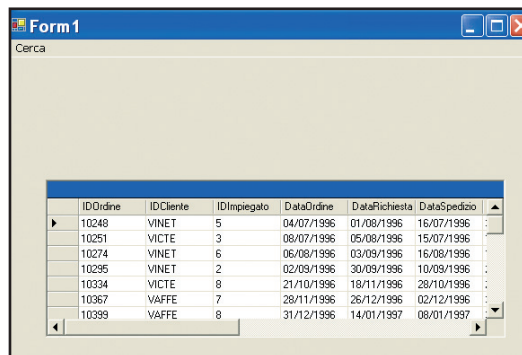 Form1
Cerca
IDOrdine IDCliente IDImpiegato DataOrdine DataRichiesta DataSpedizio
10248 VINET 5 04/07/1996 01/08/1996 16/07/1996
10251 VICTE 3 08/07/1996 05/08/1996 15/07/1996
10274 VINET 6 06/08/1996 03/09/1996 16/08/1996
10295 VINET 2 02/09/1996 30/09/1996 10/09/1996
10334 VICTE 8 21/10/1996 18/11/1996 28/10/1996
10367 VAFFE 7 28/11/1996 26/12/1996 02/12/1996
10399 VAFFE 8 31/12/1996 14/01/1997 08/01/1997